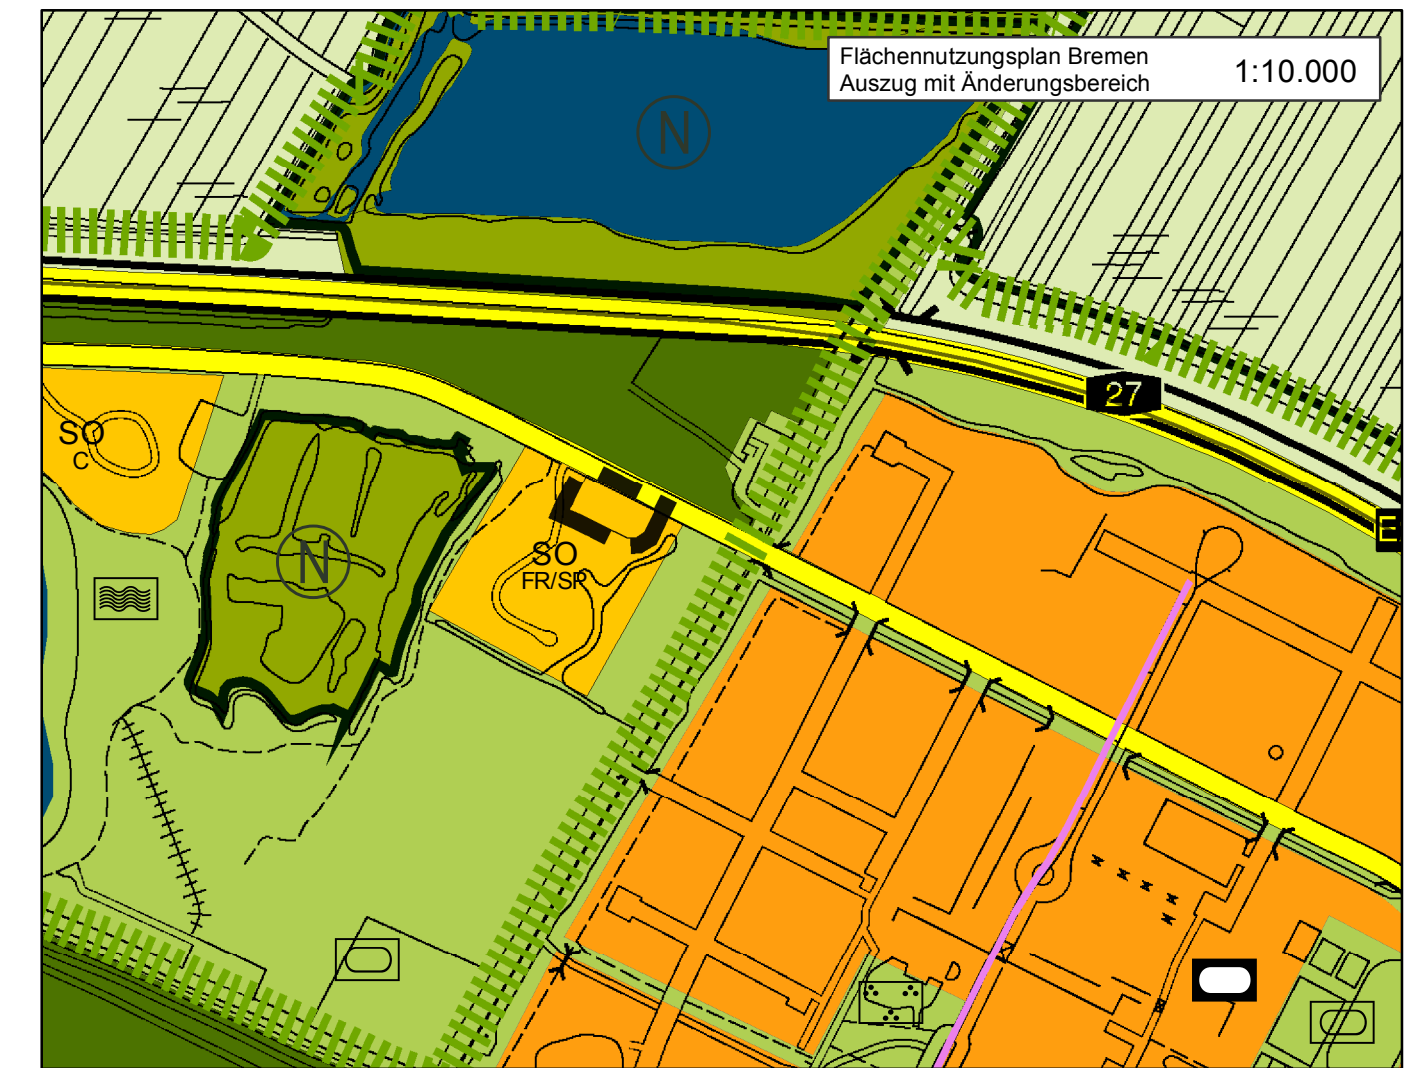 Flächennutzungsplan Bremen
Auszug mit Änderungsbereich
1:10.000
N
27
SO
C
E
N
SO
FR/SP